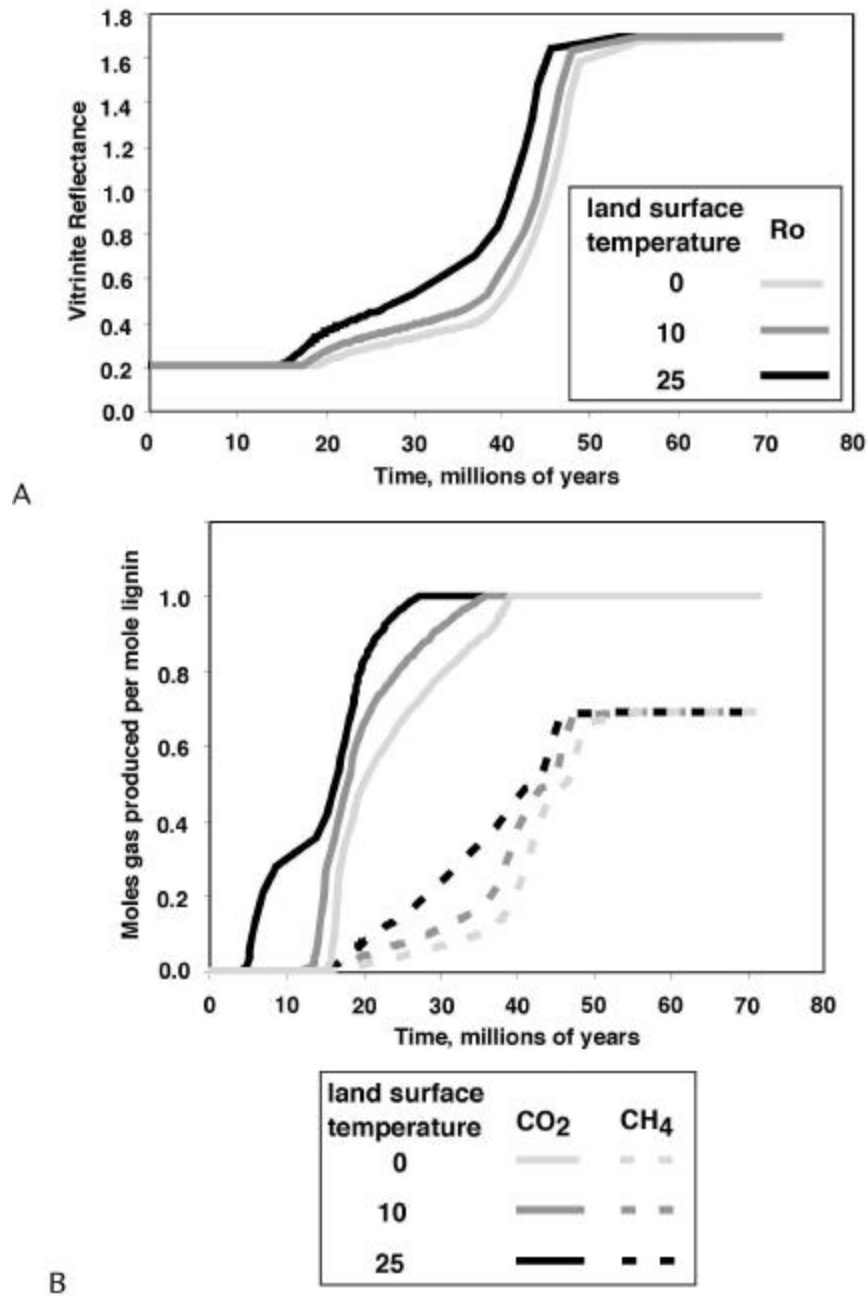 1.8
1.6
1.4
1.2
1.0
0.8
0.6
0.4
0.2
0.0
Vitrinite Reflectance
land surface
temperature Ro
0
10
25
0 10 20 30 40 50 60 70 80
Time, millions of years
A
Moles gas produced per mole lignin
1.0
0.8
0.6
0.4
0.2
0.0
0 10 20 30 40 50 60 70 80
Time, millions of years
land surface
temperature CO2 CH4
0
10
25
B